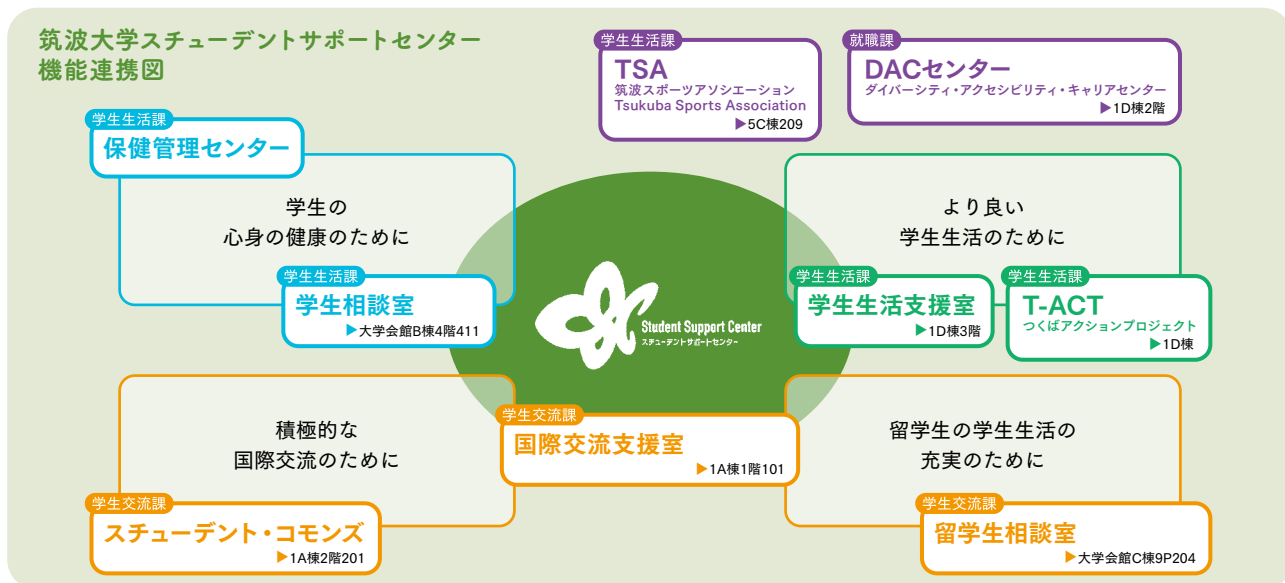 筑波大学スチューデントサポートセンター
機能連携図
学生生活課
TSA
筑波スポーツアソシエーション
Tsukuba Sports Association
▶5C棟209
就職課
DACセンター
ダイバーシティ・アクセシビリティ・キャリアセンター
▶1D棟2階
学生生活課
保健管理センター
学生の
心身の健康のために
学生生活課
学生相談室
▶大学会館B棟4階411
Student Support Center
スチューデントサポートセンター
より良い
学生生活のために
学生生活課
学生生活支援室
▶1D棟3階
学生生活課
T-ACT
つくばアクションプロジェクト
▶1D棟
積極的な
国際交流のために
学生交流課
国際交流支援室
▶1A棟1階101
留学生の学生生活の
充実のために
学生交流課
スチューデント・コモンズ
▶1A棟2階201
学生交流課
留学生相談室
▶大学会館C棟9P204